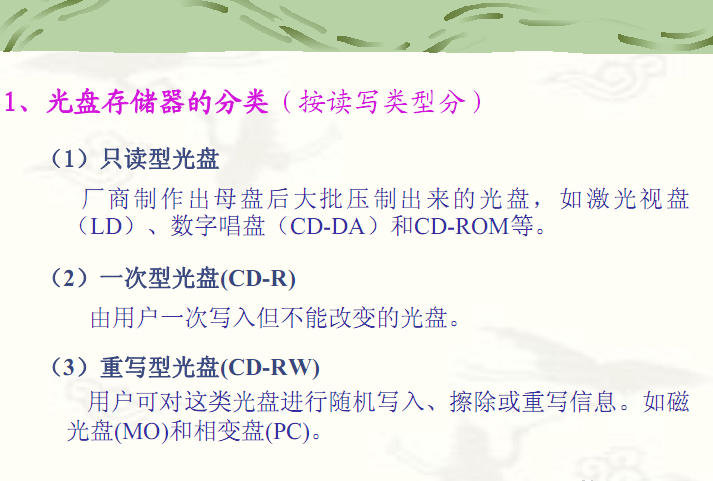 1、光盘存储器的分类（按读写类型分）
（1）只读型光盘
厂商制作出母盘后大批压制出来的光盘，如激光视盘
（LD）、数字唱盘（CD-DA）和CD-ROM等。
（2）一次型光盘(CD-R)
由用户一次写入但不能改变的光盘。
（3）重写型光盘(CD-RW)
用户可对这类光盘进行随机写入、擦除或重写信息。如磁
光盘(MO)和相变盘(PC)。